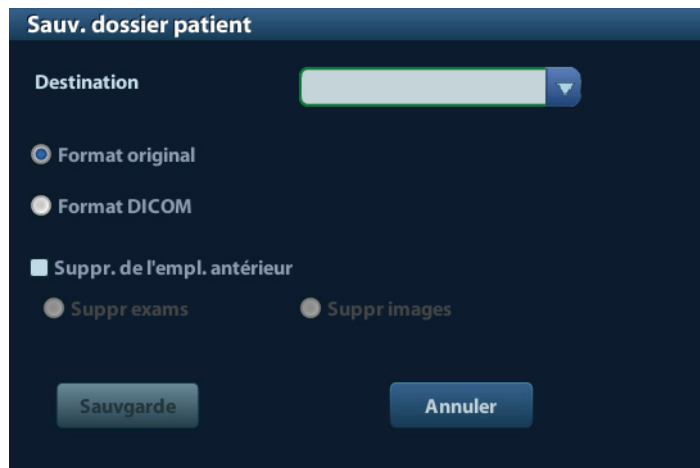 Sauv. dossier patient
Destination
Format original
Format DICOM
Suppr. de l'empl. antérieur
Suppr exams Suppr images
Sauvgarde Annuler